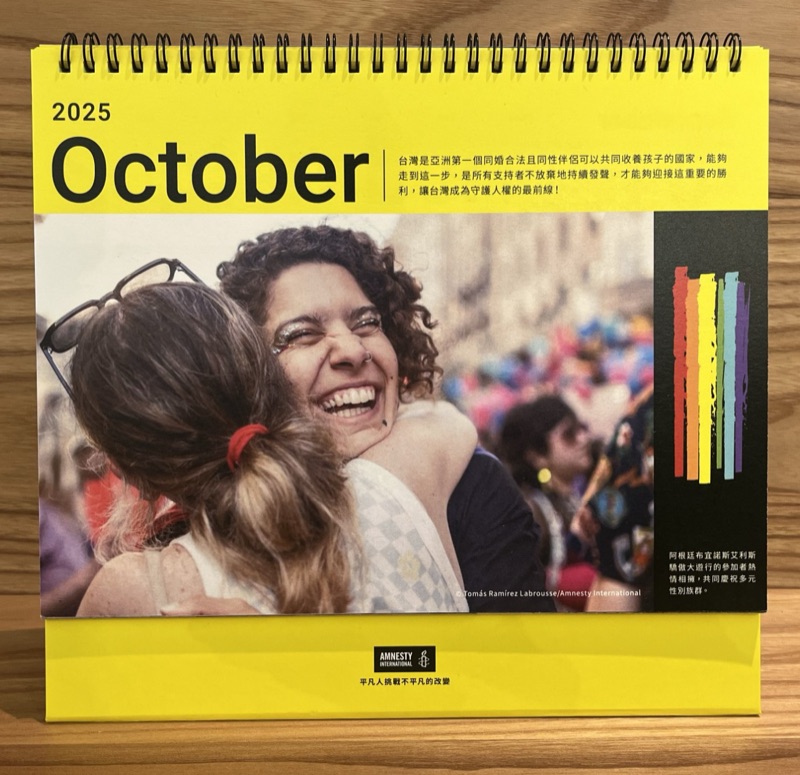 2025
October
台灣是亞洲第一個同婚合法且同性伴侶可以共同收養孩子的國家，能夠
走到這一步，是所有支持者不放棄地持續發聲，才能夠迎接這重要的勝
利，讓台灣成為守護人權的最前線！
© Tomás Ramírez Labrousse/Amnesty International
阿根廷布宜諾斯艾利斯
驕傲大遊行的參加者熱
情相擁，共同慶祝多元
性別族群。
AMNESTY
INTERNATIONAL
平凡人挑戰不平凡的改變